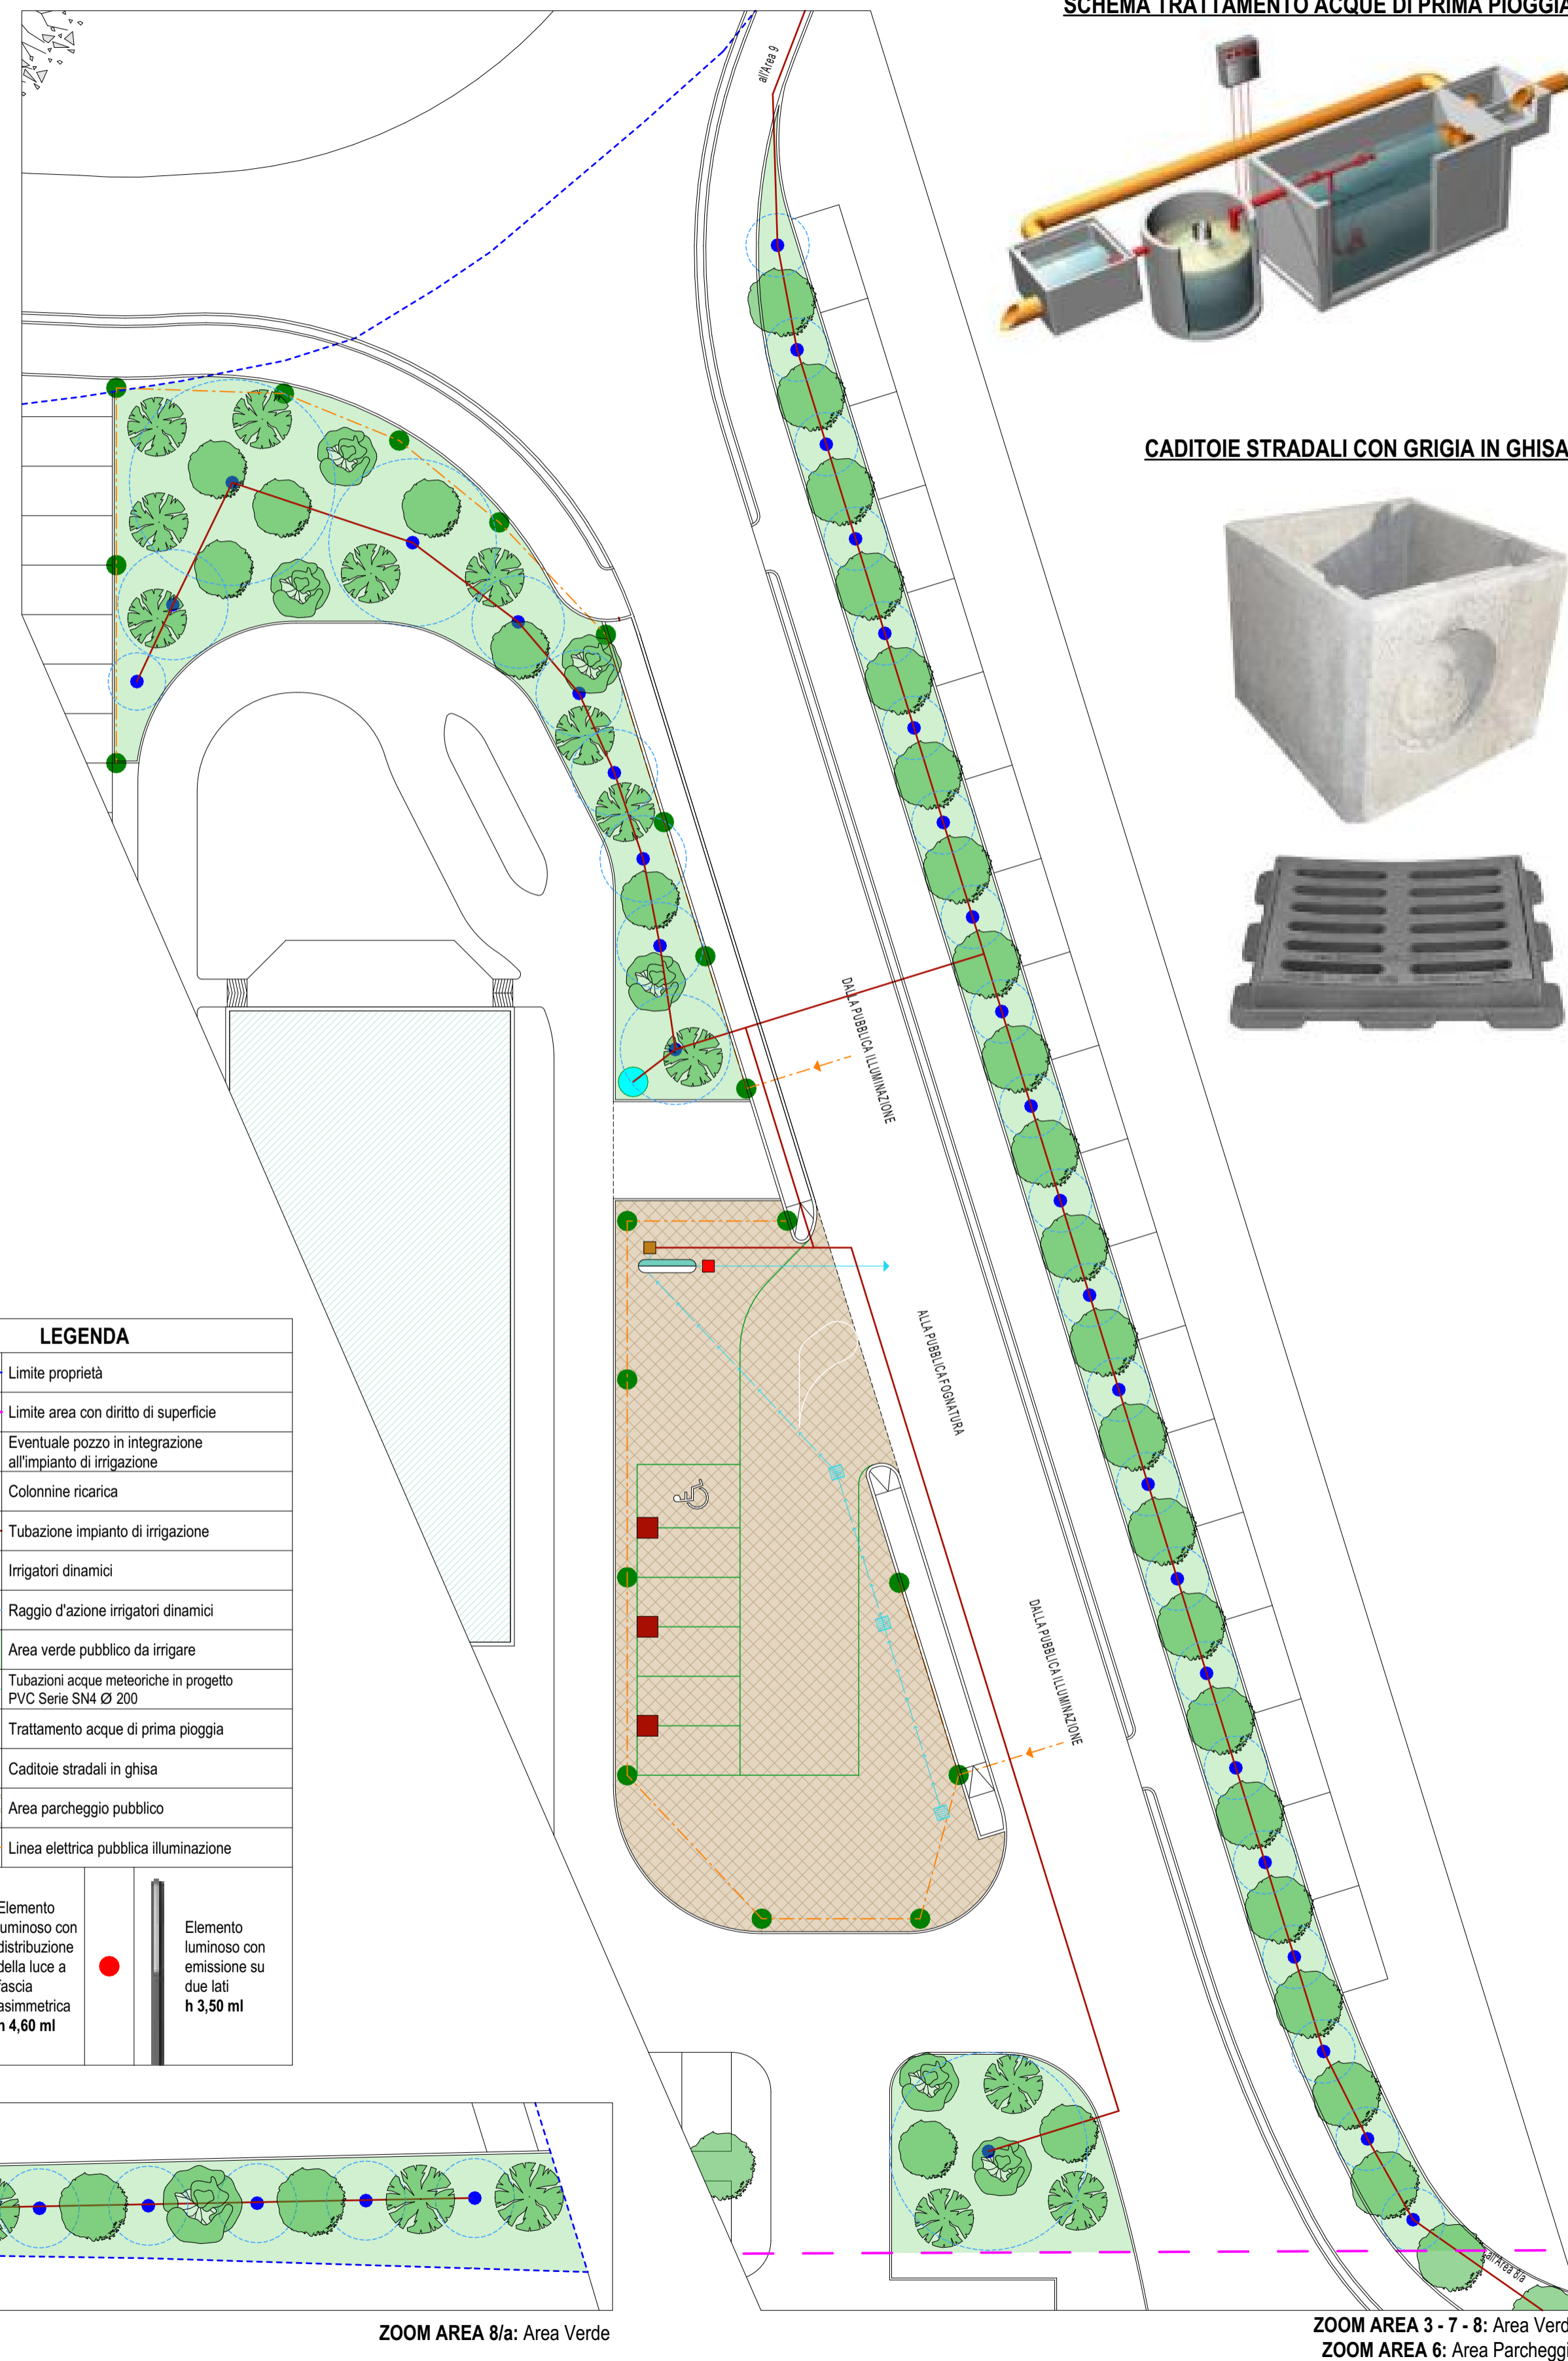 SCHEMA TRATTAMENTO ACQUE DI PRIMA PIOGGIA
all'Area 9
CADITOIE STRADALI CON GRIGIA IN GHISA
DALLA PUBBLICA ILLUMINAZIONE
ALLA PUBBLICA FOGNATURA
DALLA PUBBLICA ILLUMINAZIONE
LEGENDA
Limite proprietà
Limite area con diritto di superficie
Eventuale pozzo in integrazione
all'impianto di irrigazione
Colonnine ricarica
Tubazione impianto di irrigazione
Irrigatori dinamici
Raggio d'azione irrigatori dinamici
Area verde pubblico da irrigare
Tubazioni acque meteoriche in progetto
PVC Serie SN4 Ø 200
Trattamento acque di prima pioggia
Caditoie stradali in ghisa
Area parcheggio pubblico
Linea elettrica pubblica illuminazione
Elemento
luminoso con
distribuzione
della luce a
fascia
asimmetrica
h 4,60 ml
Elemento
luminoso con
emissione su
due lati
h 3,50 ml
all'Area 8/a
ZOOM AREA 8/a: Area Verde
ZOOM AREA 3 - 7 - 8: Area Verd
ZOOM AREA 6: Area Parcheggi